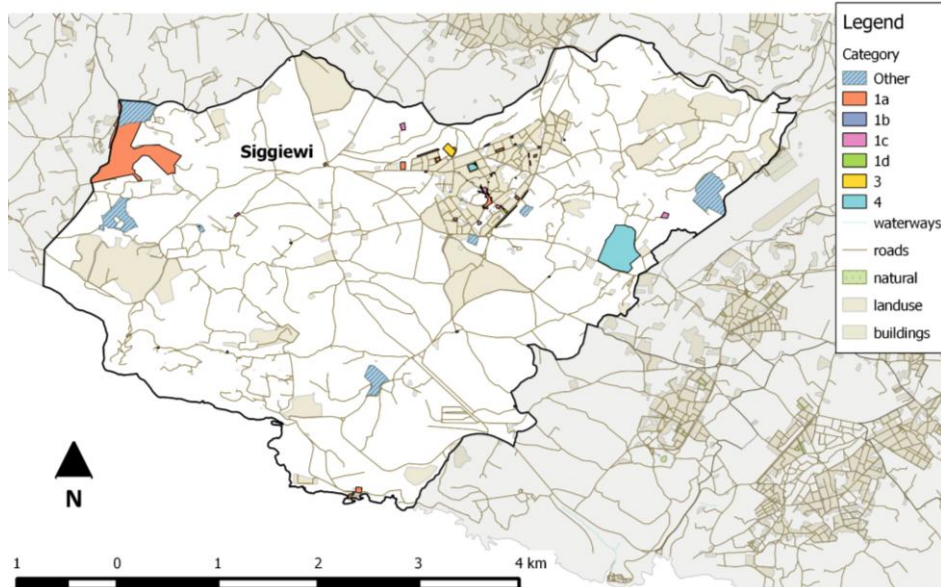 Legend
Category
Other
1a
1b
1c
1d
3
4
waterways
roads
natural
landuse
buildings
Siggiewi
N
1 0 1 2 3 4 km